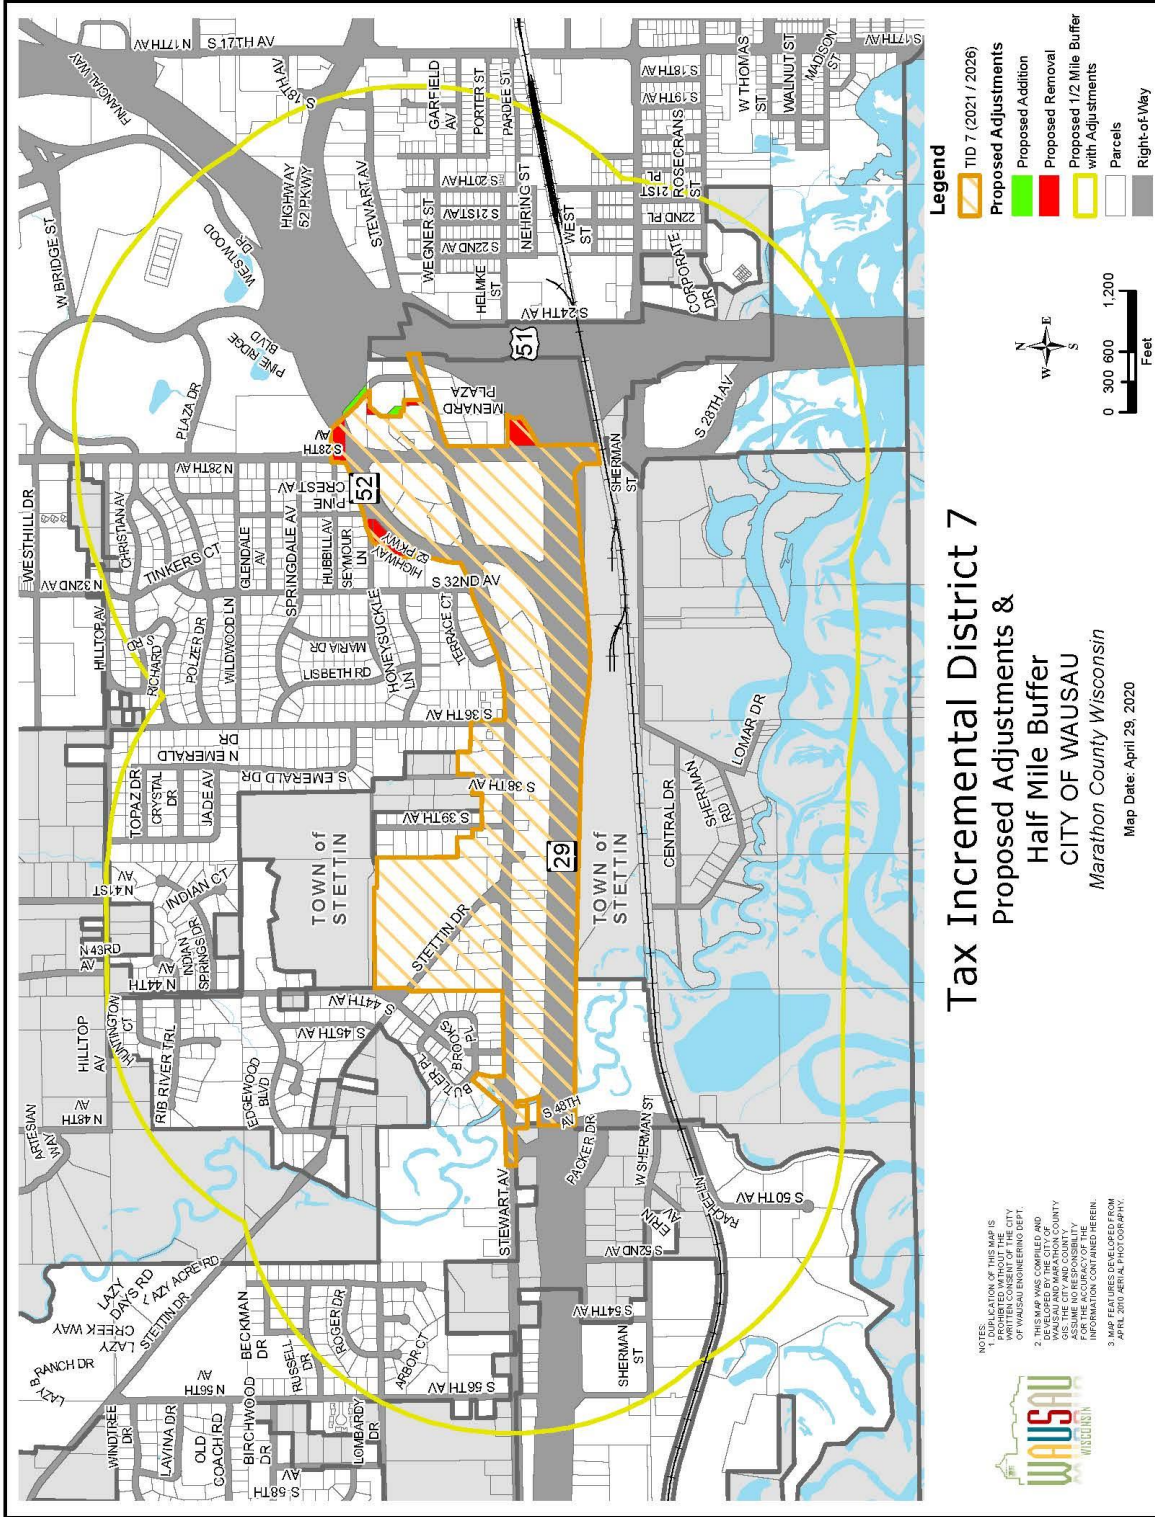 Tax Incremental District 7
Proposed Adjustments &
Half Mile Buffer
CITY OF WAUSAU
Marathon County Wisconsin
Map Date: April 29, 2020
Legend
TID 7 (2021 / 2026)
Proposed Adjustments
Proposed Addition
Proposed Removal
Proposed 1/2 Mile Buffer
with Adjustments
Parcels
Right-of-Way
N
W
E
S
0 300 600 1,200
Feet
NOTES:
1. DUPLICATION OF THIS MAP IS
PROHIBITED WITHOUT THE
WRITTEN CONSENT OF THE CITY
OF WAUSAU ENGINEERING DEPT.
2. THIS MAP WAS COMPILED AND
DEVELOPED BY THE CITY OF
WAUSAU AND MARATHON COUNTY
GIS. THE CITY AND COUNTY
ASSUME NO RESPONSIBILITY
FOR THE ACCURACY OF THE
INFORMATION CONTAINED HEREIN.
3. MAP FEATURES DEVELOPED FROM
APRIL 2010 AERIAL PHOTOGRAPHY.
WAUSAU
WISCONSIN
LAZY BRANCH DR
LAZY
CREEK WAY
LAZY
DAYS RD
LAZY ACRE RD
STETTIN DR
WINDTREE
DR
LAVINA DR
OLD
COACH RD
BIRCHWOOD
DR
BECKMAN
DR
RUSSELL
DR
ROGER DR
LOMBARDY
DR
ARBOR CT
N 56TH
AV
S 56TH AV
S 58TH
AV
ARTESIAN
WAY
N 48TH
AV
HILLTOP
AV
HUNTINGTON
CT
RIB RIVER TRL
EDGEWOOD
BLVD
S 45TH AV
S 44TH AV
BUTLER PL
BROOKS
PL
N 43RD
AV
N 44TH
AV
N 41ST
AV
INDIAN
SPRINGS DR
INDIAN CT
TOWN of
STETTIN
STETTIN DR
TOPAZ DR
CRYSTAL
DR
JADE AV
N EMERALD
DR
S EMERALD DR
S 39TH AV
S 38TH AV
S 36TH AV
HILLTOP AV
RICHARD
S RD
POLZER DR
WILDWOOD LN
MARIA DR
LISBETH RD
HONEYSUCKLE
LN
TERRACE CT
S 32ND AV
N 32ND AV
WESTHILL DR
CHRISTIAN AV
TINKERS CT
GLENDALE
AV
SPRINGDALE AV
HUBBILL AV
SEYMOUR
LN
PINE
CREST AV
HIGHWAY
52 PKWY
52
N 28TH AV
S 28TH
AV
PLAZA DR
PINE RIDGE
BLVD
W BRIDGE ST
WESTWOOD
DR
FINANCIAL WAY
N 17TH AV
S 17TH AV
S 18TH AV
HIGHWAY
52 PKWY
STEWART AV
GARFIELD
AV
PORTER ST
PARDEE ST
WEGNER ST
S 20TH AV
S 21ST AV
S 22ND AV
HELMKE
ST
NEHRING ST
WEST
ST
S 24TH AV
51
MENARD
PLAZA
W THOMAS
ST
WALNUT ST
MADISON
ST
S 17TH AV
S 18TH AV
S 19TH AV
ROSECRANS
ST
21ST
PL
22ND PL
CORPORATE
DR
SHERMAN
ST
S 28TH AV
29
TOWN of
STETTIN
CENTRAL DR
SHERMAN
RD
LOMAR DR
STEWART AV
S 48TH
AV
PACKER DR
W SHERMAN ST
ERIN
AV
S 52ND AV
RACHEL LN
S 50TH AV
S 54TH AV
SHERMAN
ST